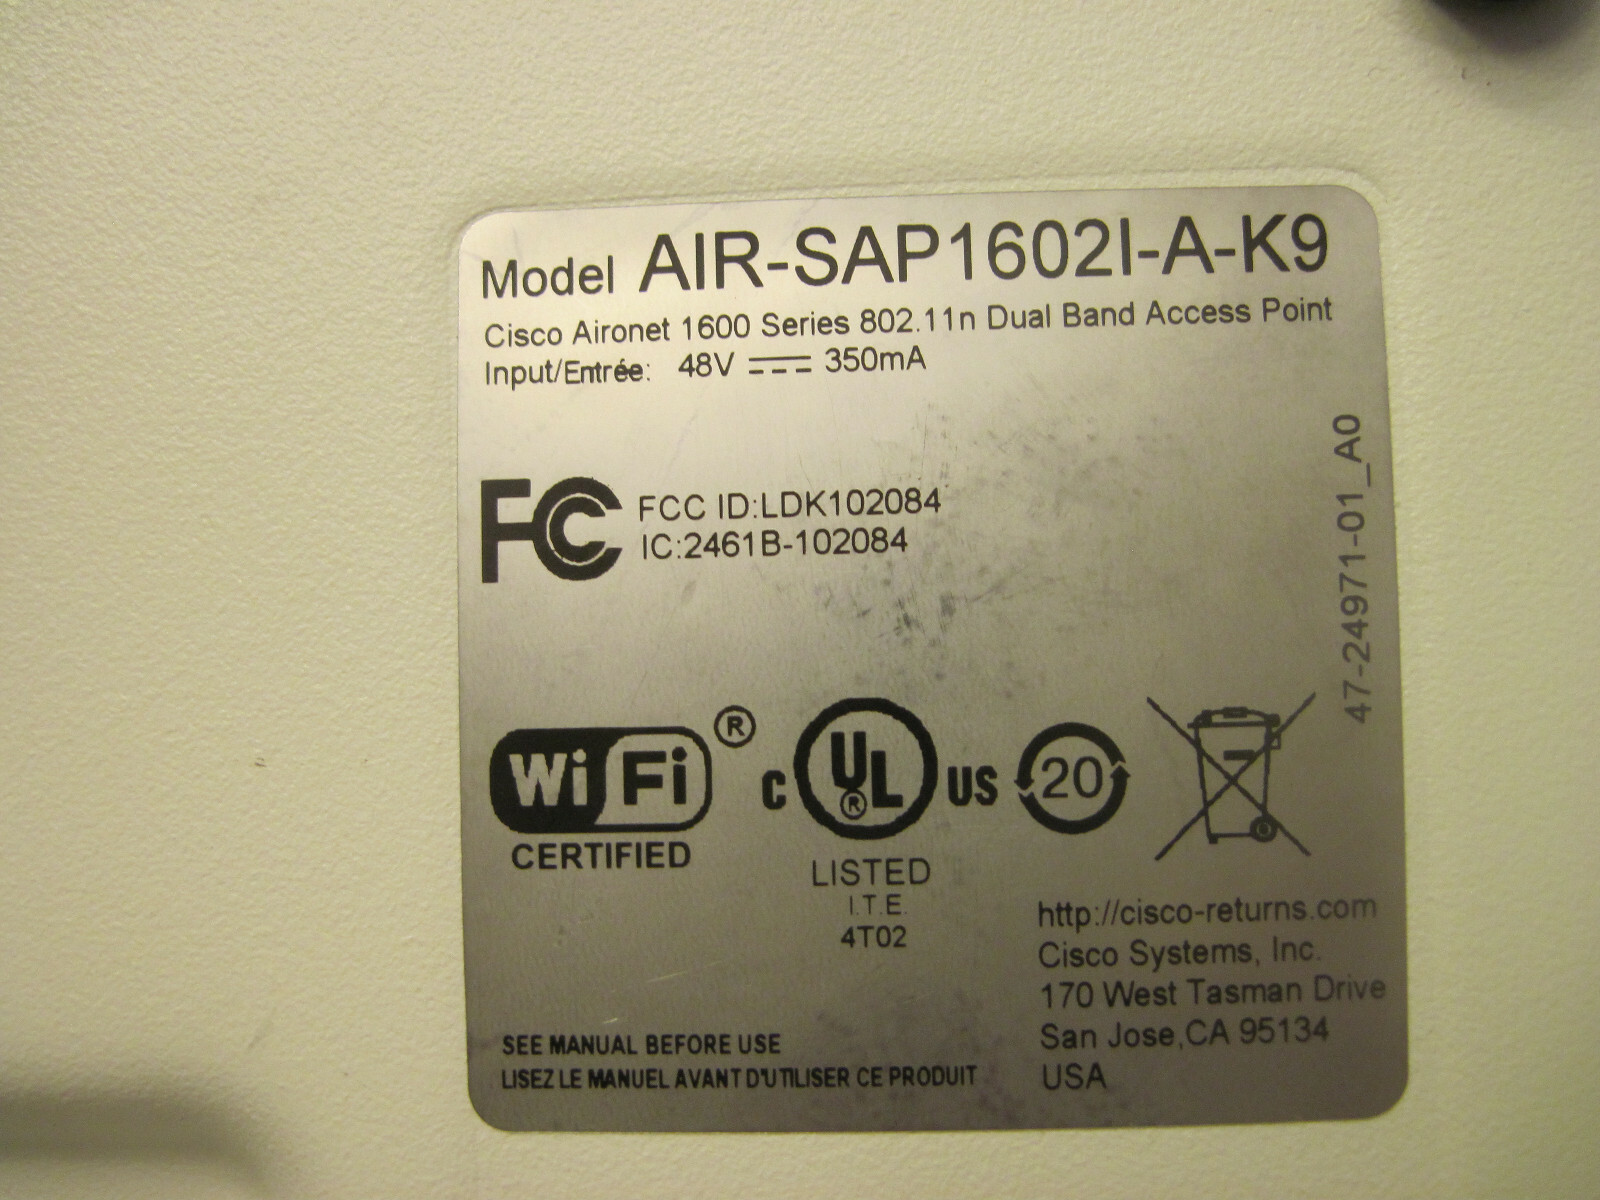 Model AIR-SAP1602I-A-K9
Cisco Aironet 1600 Series 802.11n Dual Band Access Point
Input/Entrée: 48V 350mA
47-24971-01_A0
FC FCC ID:LDK102084
IC:2461B-102084
WiFi ® CERTIFIED
C UL ® US
LISTED
I.T.E.
4T02
20
http://cisco-returns.com
Cisco Systems, Inc.
170 West Tasman Drive
San Jose,CA 95134
USA
SEE MANUAL BEFORE USE
LISEZ LE MANUEL AVANT D'UTILISER CE PRODUIT